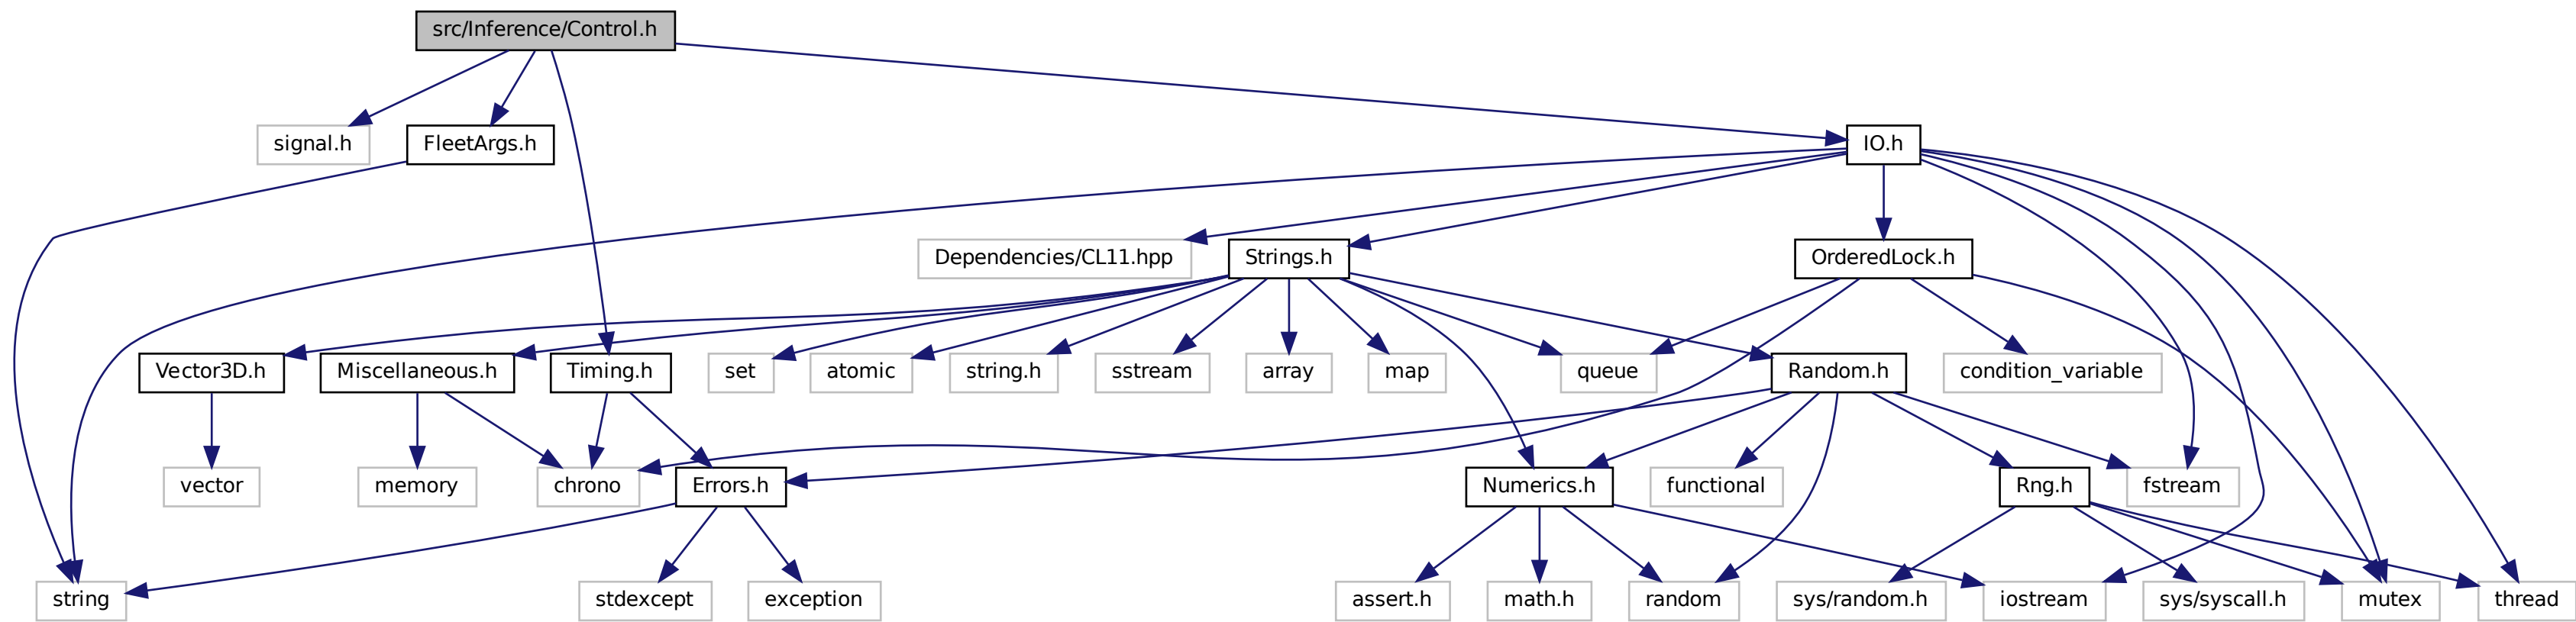 src/Inference/Control.h
signal.h
FleetArgs.h
IO.h
Dependencies/CL11.hpp
Strings.h
OrderedLock.h
Vector3D.h
Miscellaneous.h
Timing.h
set
atomic
string.h
sstream
array
map
queue
Random.h
condition_variable
vector
memory
chrono
Errors.h
Numerics.h
functional
Rng.h
fstream
string
stdexcept
exception
assert.h
math.h
random
sys/random.h
iostream
sys/syscall.h
mutex
thread